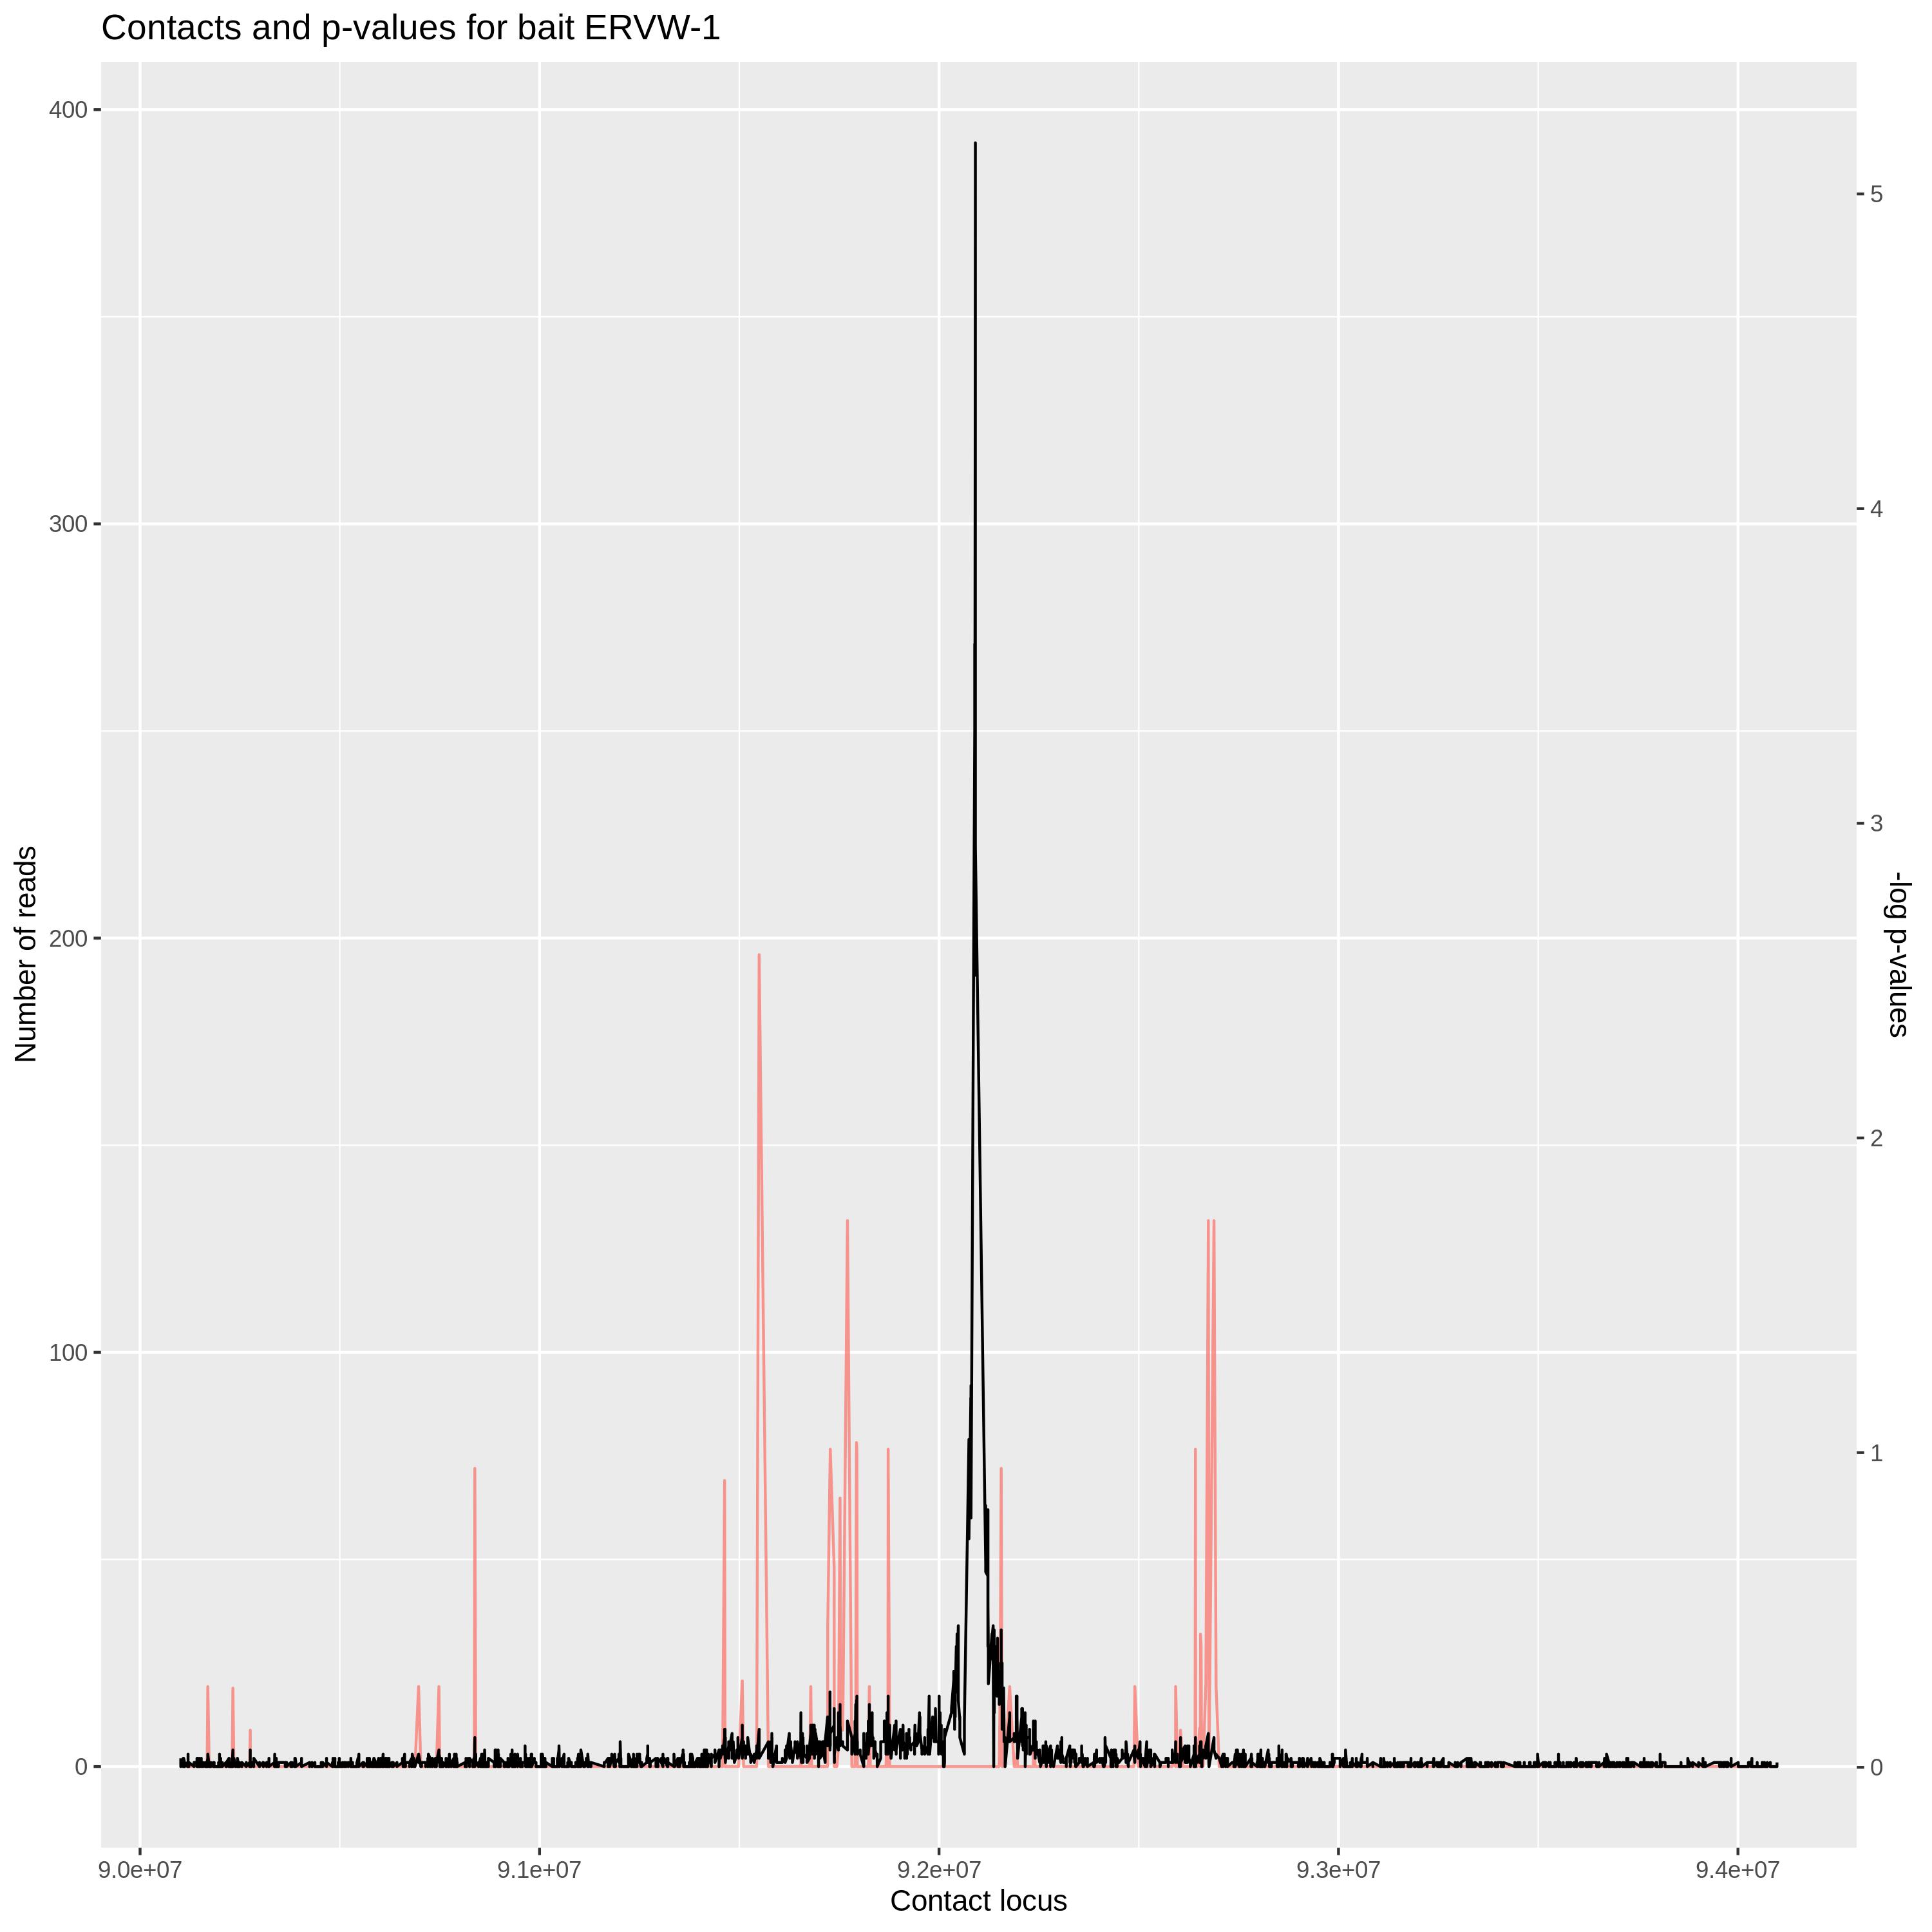 Contacts and p-values for bait ERVW-1
400
300
200
100
0
Number of reads
5
4
3
2
1
0
-log p-values
9.0e+07
9.1e+07
9.2e+07
9.3e+07
9.4e+07
Contact locus